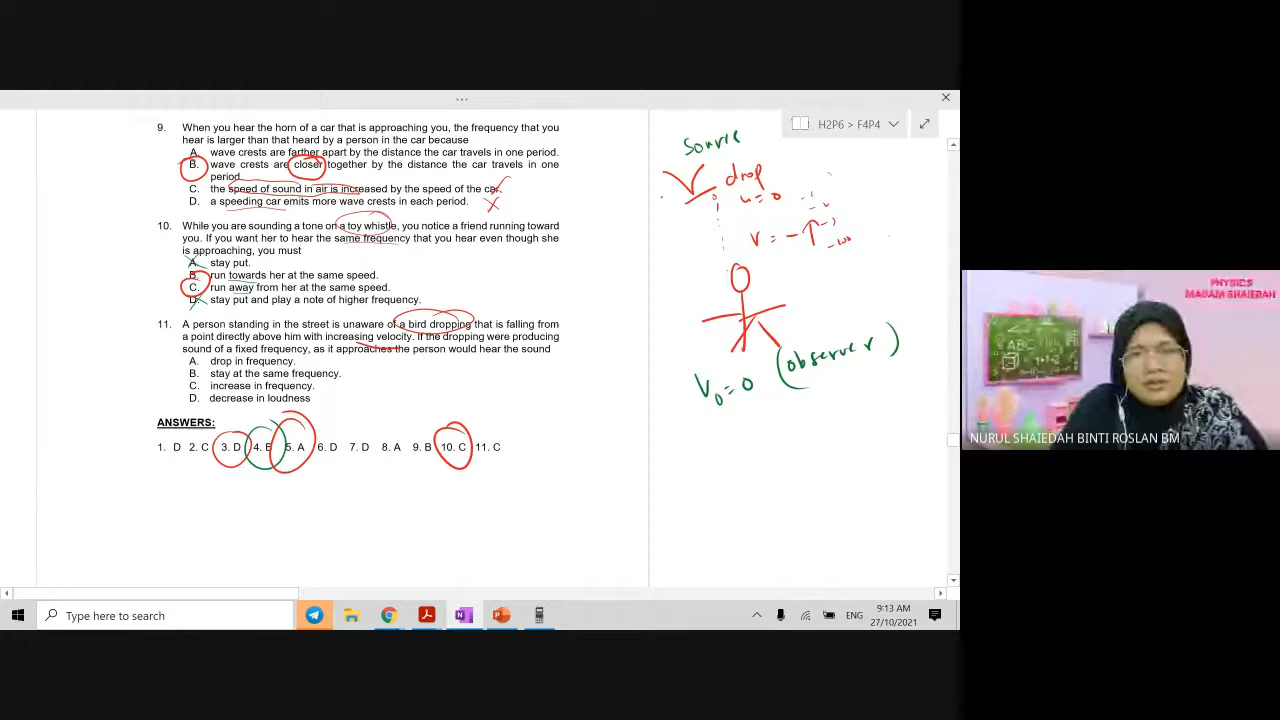 H2P6 > F4P4
9. When you hear the horn of a car that is approaching you, the frequency that you
hear is larger than that heard by a person in the car because
A wave crests are farther apart by the distance the car travels in one period.
B. wave crests are closer together by the distance the car travels in one
period.
C. the speed of sound in air is increased by the speed of the car.
D. a speeding car emits more wave crests in each period.
10. While you are sounding a tone on a toy whistle, you notice a friend running toward
you. If you want her to hear the same frequency that you hear even though she
is approaching, you must
A. stay put.
B. run towards her at the same speed.
C. run away from her at the same speed.
D. stay put and play a note of higher frequency.
11. A person standing in the street is unaware of a bird dropping that is falling from
a point directly above him with increasing velocity. If the dropping were producing
sound of a fixed frequency, as it approaches the person would hear the sound
A. drop in frequency.
B. stay at the same frequency.
C. increase in frequency.
D. decrease in loudness
ANSWERS:
1. D 2. C 3. D 4. B 5. A 6. D 7. D 8. A 9. B 10. C 11. C
source
drop
u = 0
v = - ↑
-100
(observer)
V₀ = 0
PHYSICS
MADAM SHAIEDAH
ABC
NURUL SHAIEDAH BINTI ROSLAN BM
Type here to search
ENG
9:13 AM
27/10/2021